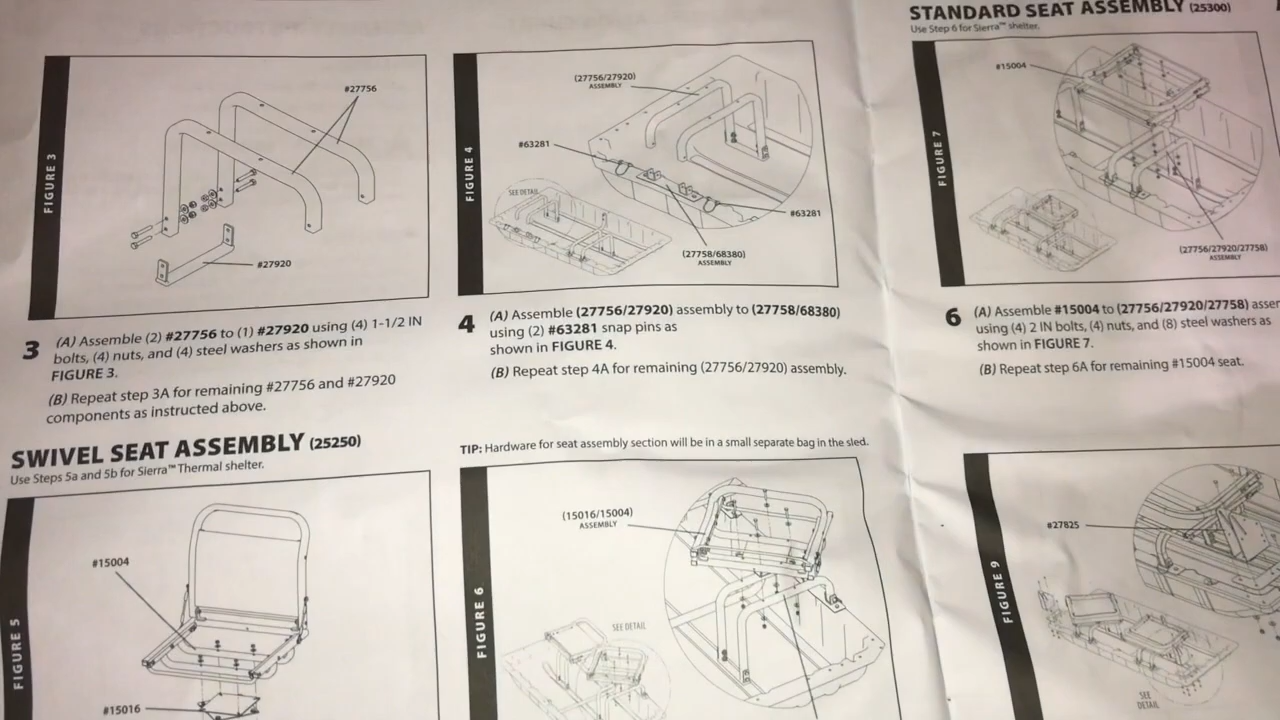 FIGURE 3
#27756
#27920
3
(A) Assemble (2) #27756 to (1) #27920 using (4) 1-1/2 IN
bolts, (4) nuts, and (4) steel washers as shown in
FIGURE 3.
(B) Repeat step 3A for remaining #27756 and #27920
components as instructed above.
FIGURE 4
(27756/27920)
ASSEMBLY
#63281
SEE DETAIL
#63281
(27758/68380)
ASSEMBLY
4
(A) Assemble (27756/27920) assembly to (27758/68380)
using (2) #63281 snap pins as
shown in FIGURE 4.
(B) Repeat step 4A for remaining (27756/27920) assembly.
SWIVEL SEAT ASSEMBLY (25250)
Use Steps 5a and 5b for Sierra™ Thermal shelter.
FIGURE 5
#15004
#15016
TIP: Hardware for seat assembly section will be in a small separate bag in the sled.
FIGURE 6
(15016/15004)
ASSEMBLY
SEE DETAIL
STANDARD SEAT ASSEMBLY (25300)
Use Step 6 for Sierra™ shelter.
FIGURE 7
#15004
(27756/27920/27758)
ASSEMBLY
6
(A) Assemble #15004 to (27756/27920/27758) asse
using (4) 2 IN bolts, (4) nuts, and (8) steel washers as
shown in FIGURE 7.
(B) Repeat step 6A for remaining #15004 seat.
FIGURE 9
#27825
SEE
DETAIL